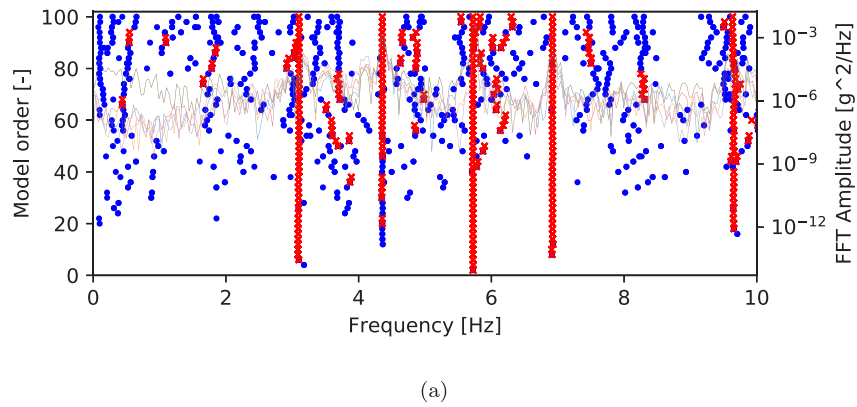 100
80
60
40
20
0
Model order [-]
0 2 4 6 8 10
Frequency [Hz]
10^−3
10^−6
10^−9
10^−12
FFT Amplitude [g^2/Hz]
(a)